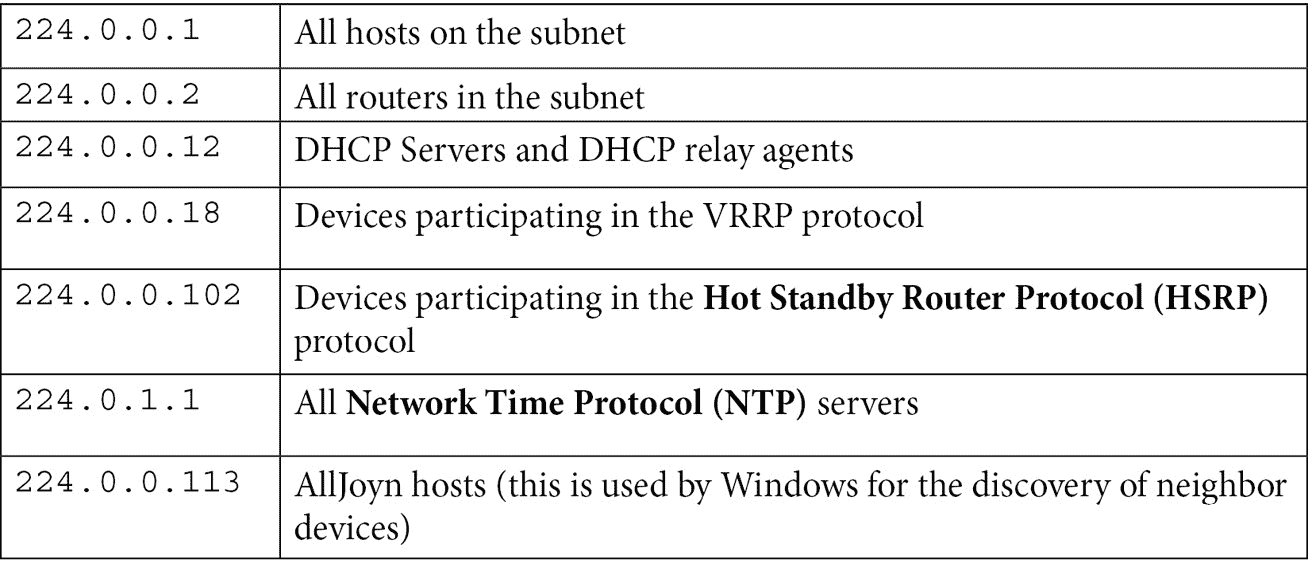 224.0.0.1 All hosts on the subnet
224.0.0.2 All routers in the subnet
224.0.0.12 DHCP Servers and DHCP relay agents
224.0.0.18 Devices participating in the VRRP protocol
224.0.0.102 Devices participating in the Hot Standby Router Protocol (HSRP)
protocol
224.0.1.1 All Network Time Protocol (NTP) servers
224.0.0.113 AllJoyn hosts (this is used by Windows for the discovery of neighbor
devices)